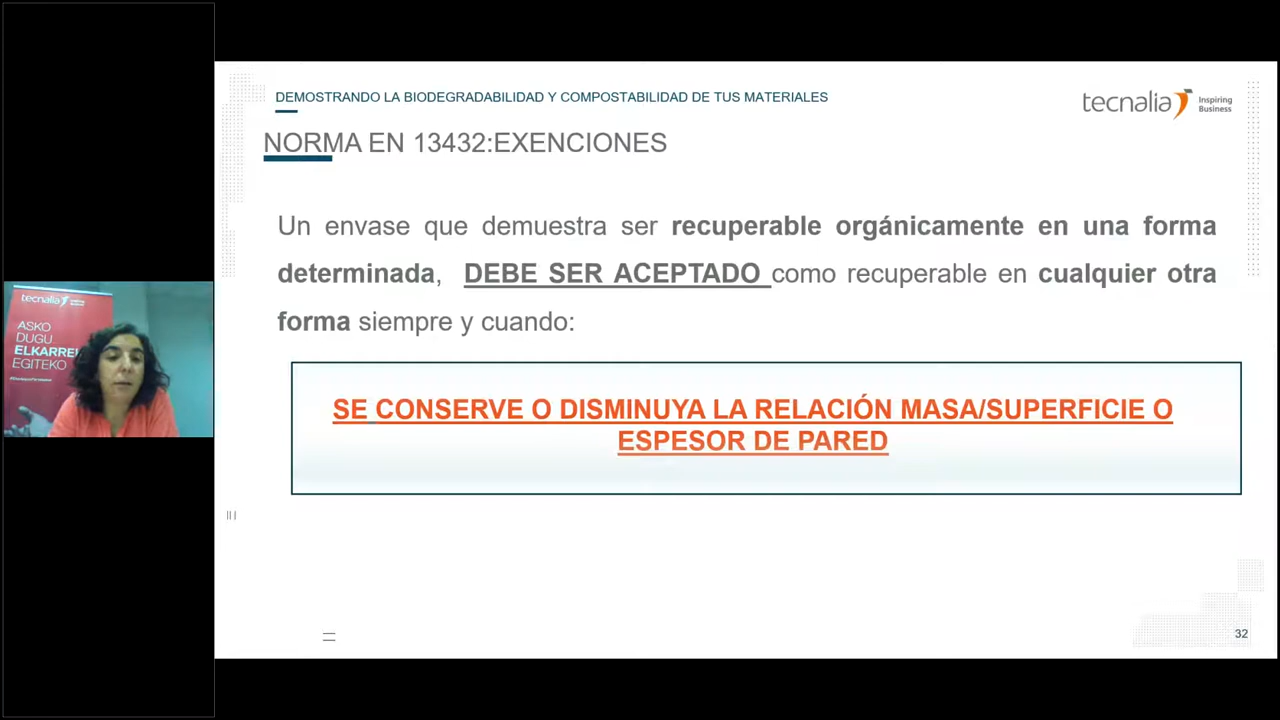 DEMOSTRANDO LA BIODEGRADABILIDAD Y COMPOSTABILIDAD DE TUS MATERIALES
tecnalia Inspiring
Business
NORMA EN 13432:EXENCIONES
Un envase que demuestra ser recuperable orgánicamente en una forma
determinada, DEBE SER ACEPTADO como recuperable en cualquier otra
forma siempre y cuando:
SE CONSERVE O DISMINUYA LA RELACIÓN MASA/SUPERFICIE O
ESPESOR DE PARED
32
tecnalia
ASKO
DUGU
ELKARREK
EGITEKO